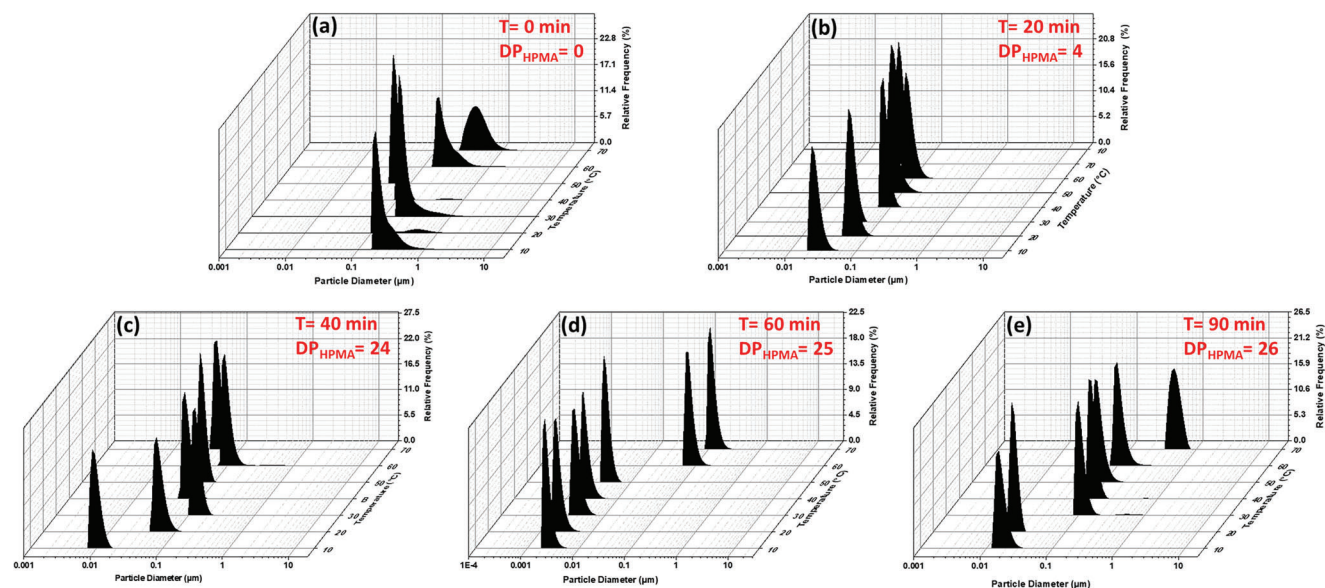 (a)
T= 0 min
DP_HPMA= 0
22.8
17.1
11.4
5.7
0.0
Relative Frequency (%)
70
60
50
40
30
20
10
Temperature (°C)
0.001 0.01 0.1 1 10
Particle Diameter (µm)
(b)
T= 20 min
DP_HPMA= 4
20.8
15.6
10.4
5.2
0.0
Relative Frequency (%)
10
70
60
50
40
30
20
10
Temperature (°C)
0.001 0.01 0.1 1 10
Particle Diameter (µm)
(c)
T= 40 min
DP_HPMA= 24
27.5
22.0
16.5
11.0
5.5
0.0
Relative Frequency (%)
70
60
50
30
20
10
Temperature (°C)
0.001 0.01 0.1 1 10
Particle Diameter (µm)
(d)
T= 60 min
DP_HPMA= 25
22.5
18.0
13.5
9.0
4.5
0.0
Relative Frequency (%)
70
60
50
40
30
20
10
Temperature (°C)
1E-4 0.001 0.01 0.1 1 10
Particle Diameter (µm)
(e)
T= 90 min
DP_HPMA= 26
26.5
21.2
15.9
10.6
5.3
0.0
Relative Frequency (%)
70
60
50
40
30
20
10
Temperature (°C)
0.001 0.01 0.1 1 10
Particle Diameter (µm)